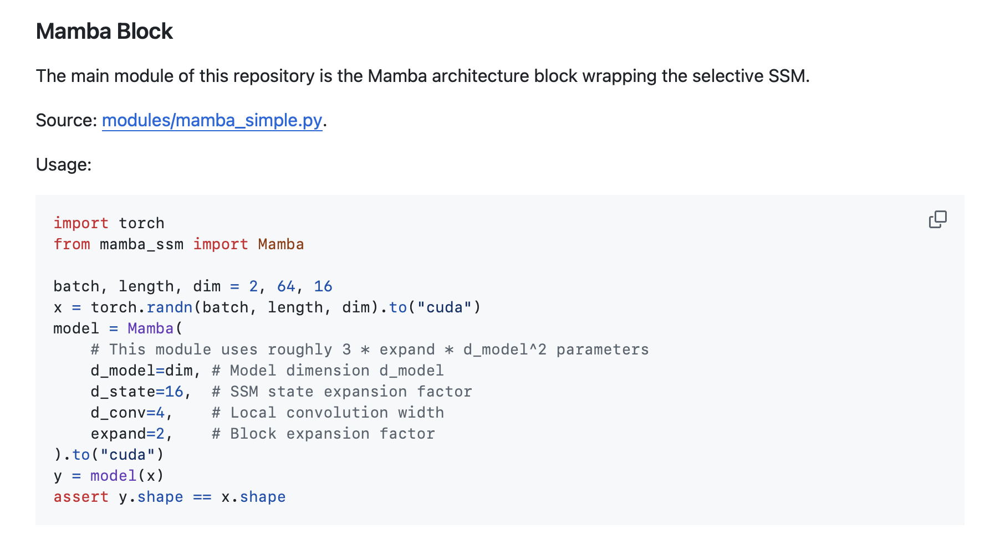 Mamba Block
The main module of this repository is the Mamba architecture block wrapping the selective SSM.
Source: modules/mamba_simple.py.
Usage:
import torch
from mamba_ssm import Mamba

batch, length, dim = 2, 64, 16
x = torch.randn(batch, length, dim).to("cuda")
model = Mamba(
    # This module uses roughly 3 * expand * d_model^2 parameters
    d_model=dim, # Model dimension d_model
    d_state=16,  # SSM state expansion factor
    d_conv=4,    # Local convolution width
    expand=2,    # Block expansion factor
).to("cuda")
y = model(x)
assert y.shape == x.shape